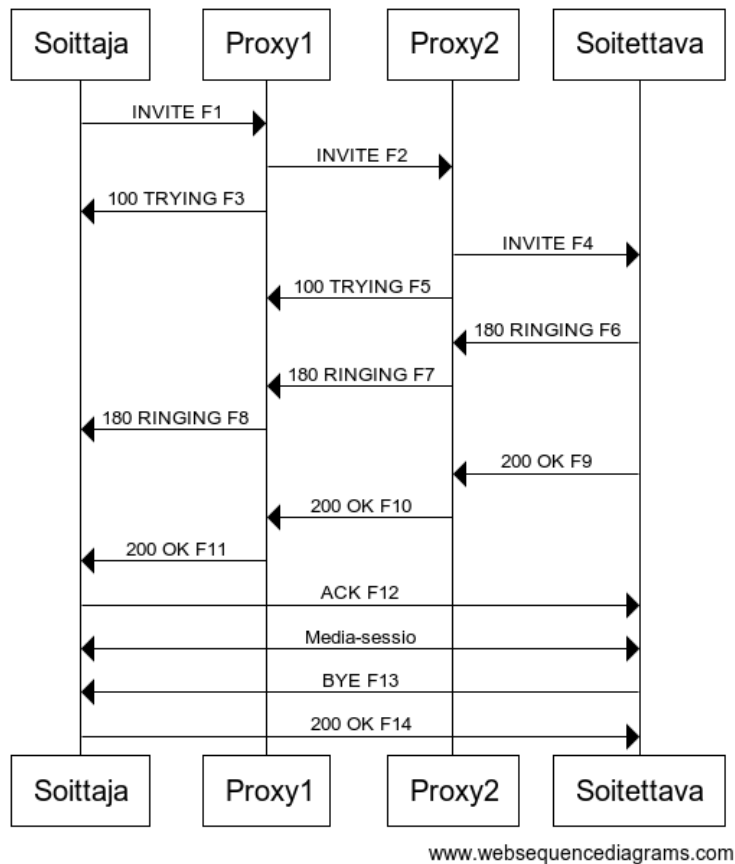 Soittaja Proxy1 Proxy2 Soitettava
INVITE F1
INVITE F2
100 TRYING F3
INVITE F4
100 TRYING F5
180 RINGING F6
180 RINGING F7
180 RINGING F8
200 OK F9
200 OK F10
200 OK F11
ACK F12
Media-sessio
BYE F13
200 OK F14
Soittaja Proxy1 Proxy2 Soitettava
www.websequencediagrams.com